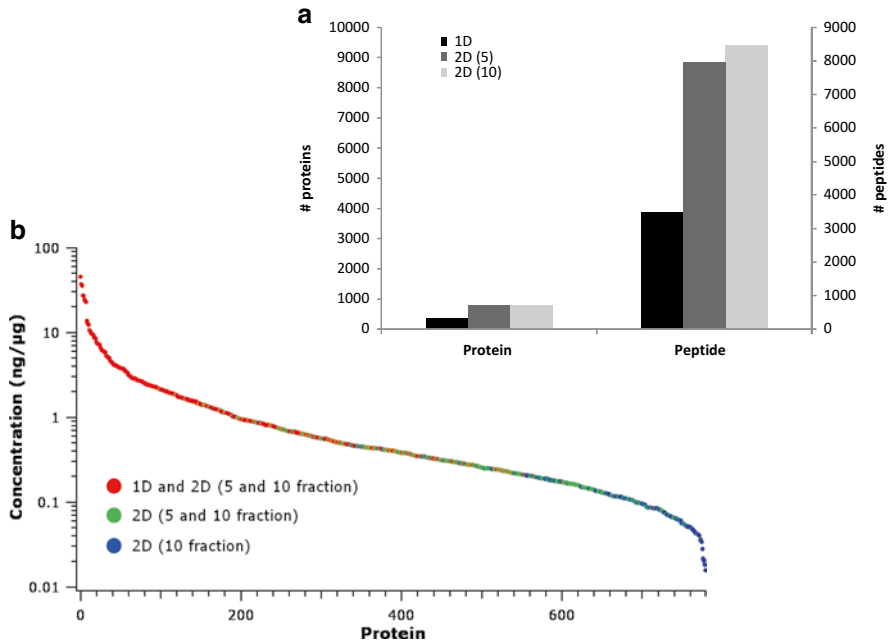 a
10000
9000
8000
7000
6000
5000
4000
3000
2000
1000
0
# proteins
1D
2D (5)
2D (10)
9000
8000
7000
6000
5000
4000
3000
2000
1000
0
# peptides
Protein
Peptide
b
100
10
1
0.1
0.01
Concentration (ng/µg)
1D and 2D (5 and 10 fraction)
2D (5 and 10 fraction)
2D (10 fraction)
0
200
400
600
Protein